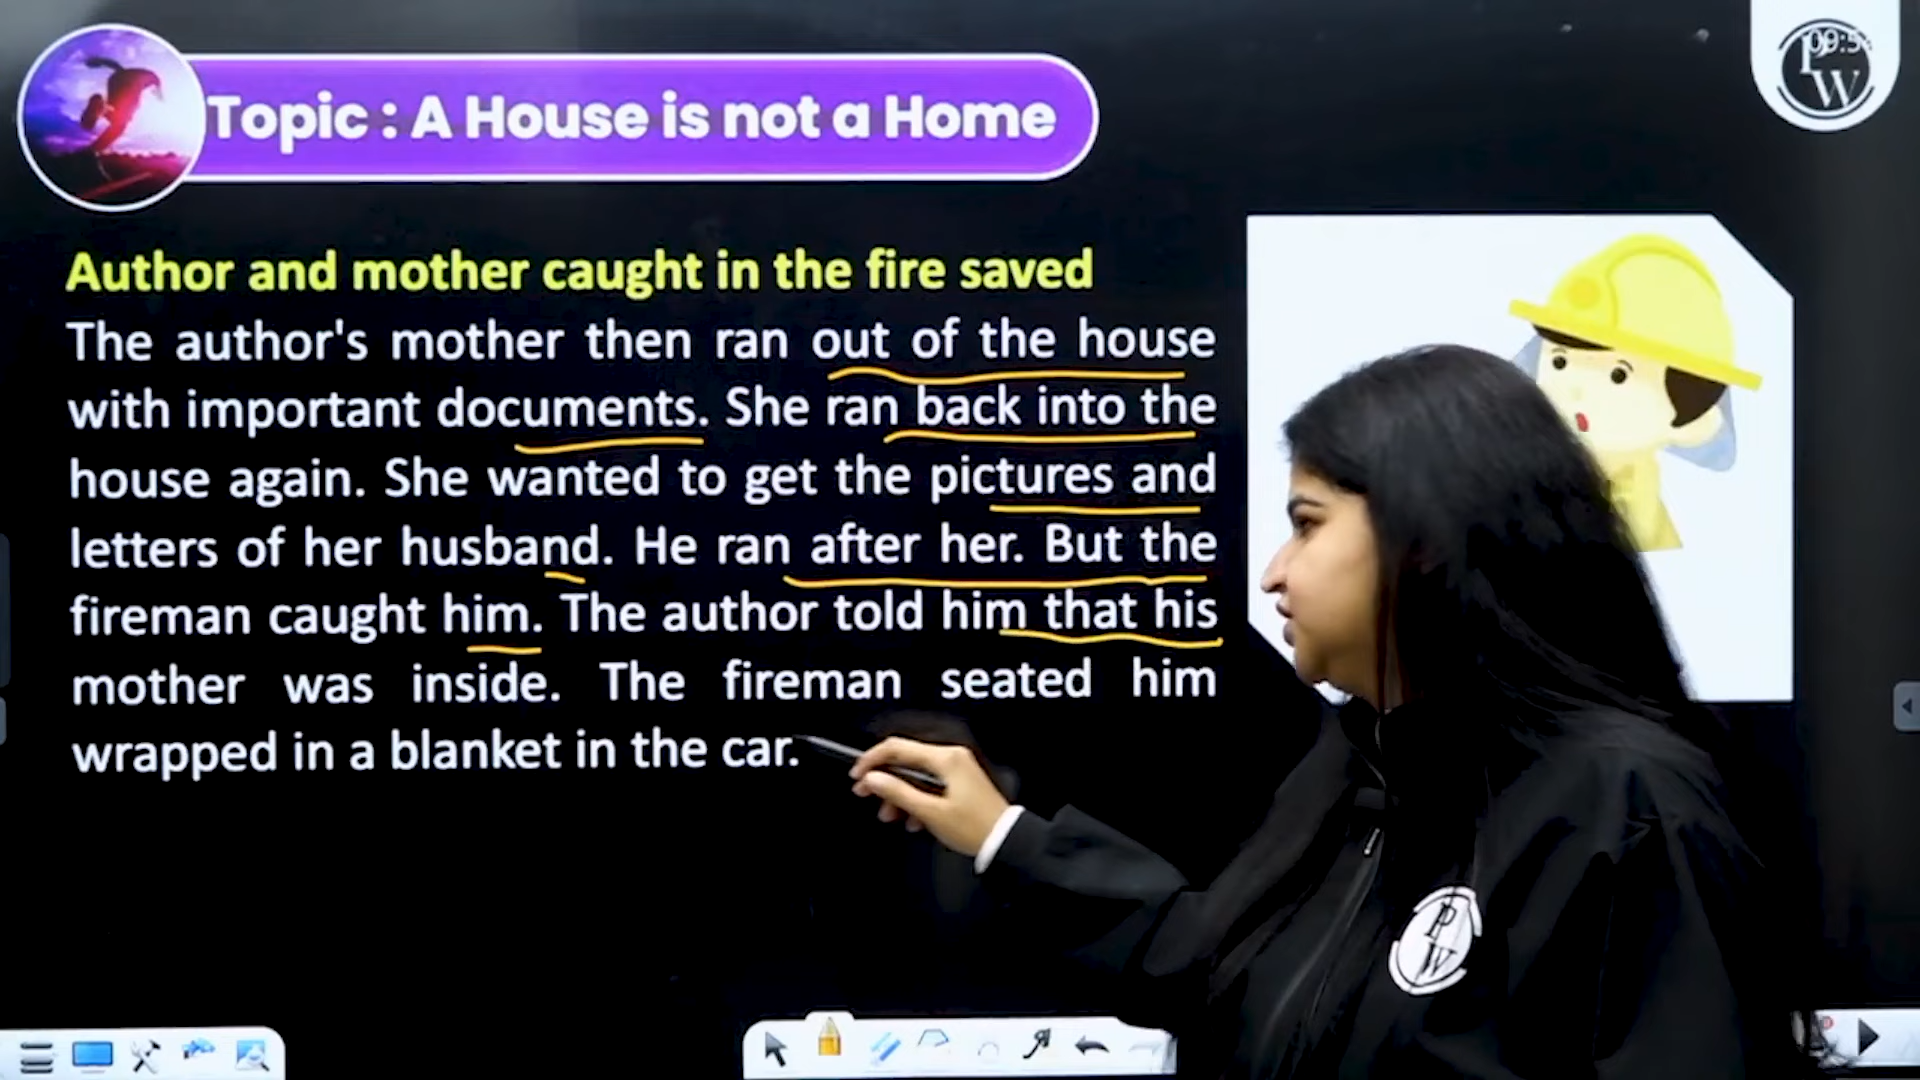 Topic : A House is not a Home
Author and mother caught in the fire saved
The author's mother then ran out of the house
with important documents. She ran back into the
house again. She wanted to get the pictures and
letters of her husband. He ran after her. But the
fireman caught him. The author told him that his
mother was inside. The fireman seated him
wrapped in a blanket in the car.
P
W
P
W